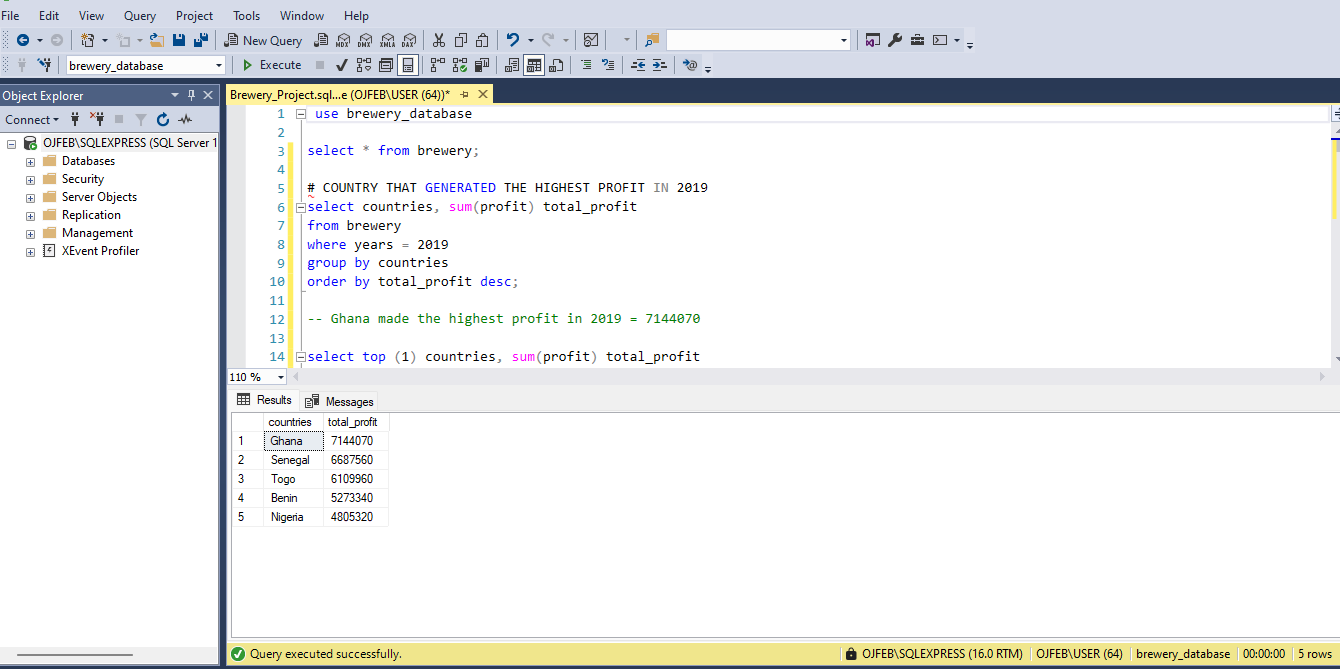 File Edit View Query Project Tools Window Help
New Query MDX DMX XMLA DAX
brewery_database Execute
Object Explorer
Connect
OJFEB\SQLEXPRESS (SQL Server 1
Databases
Security
Server Objects
Replication
Management
XEvent Profiler
Brewery_Project.sql...e (OJFEB\USER (64))*
1 use brewery_database
2
3 select * from brewery;
4
5 # COUNTRY THAT GENERATED THE HIGHEST PROFIT IN 2019
6 select countries, sum(profit) total_profit
7 from brewery
8 where years = 2019
9 group by countries
10 order by total_profit desc;
11
12 -- Ghana made the highest profit in 2019 = 7144070
13
14 select top (1) countries, sum(profit) total_profit
110 %
Results Messages
countries total_profit
1 Ghana 7144070
2 Senegal 6687560
3 Togo 6109960
4 Benin 5273340
5 Nigeria 4805320
Query executed successfully. OJFEB\SQLEXPRESS (16.0 RTM) OJFEB\USER (64) brewery_database 00:00:00 5 rows